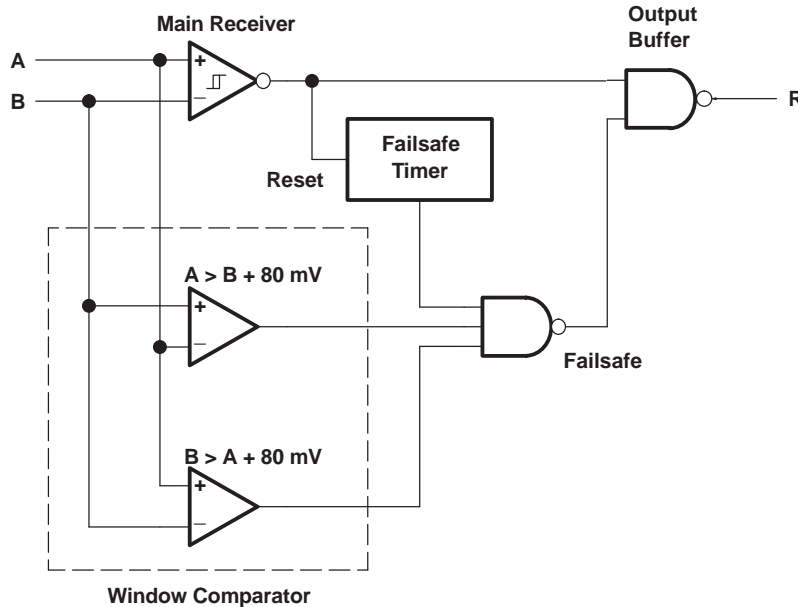 Main Receiver
Output
Buffer
A
+
B
–
R
Failsafe
Timer
Reset
A > B + 80 mV
+
–
Failsafe
B > A + 80 mV
+
–
Window Comparator